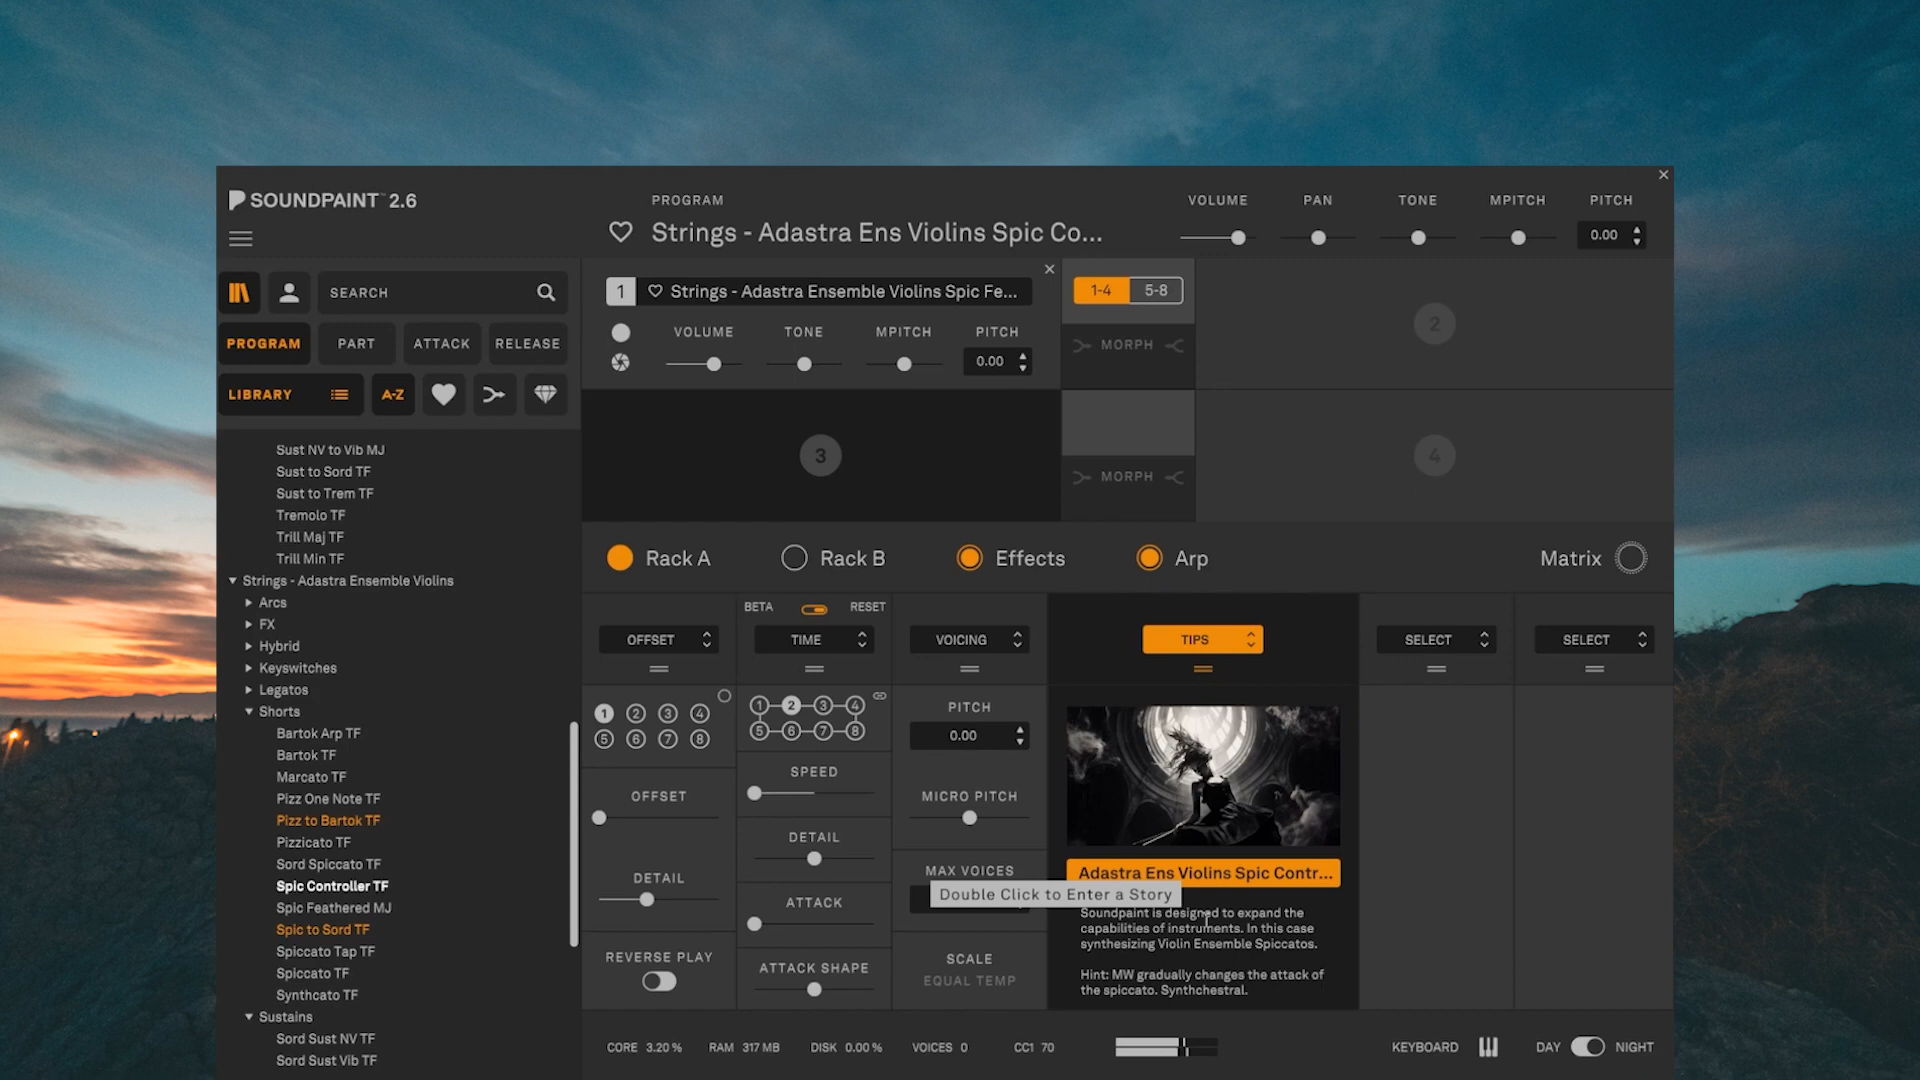 SOUNDPAINT™ 2.6
PROGRAM
Strings - Adastra Ens Violins Spic Co...
VOLUME
PAN
TONE
MPITCH
PITCH
0.00
SEARCH
PROGRAM
PART
ATTACK
RELEASE
LIBRARY
A-Z
Sust NV to Vib MJ
Sust to Sord TF
Sust to Trem TF
Tremolo TF
Trill Maj TF
Trill Min TF
Strings - Adastra Ensemble Violins
Arcs
FX
Hybrid
Keyswitches
Legatos
Shorts
Bartok Arp TF
Bartok TF
Marcato TF
Pizz One Note TF
Pizz to Bartok TF
Pizzicato TF
Sord Spiccato TF
Spic Controller TF
Spic Feathered MJ
Spic to Sord TF
Spiccato Tap TF
Spiccato TF
Synthcato TF
Sustains
Sord Sust NV TF
Sord Sust Vib TF
1
Strings - Adastra Ensemble Violins Spic Fe...
VOLUME
TONE
MPITCH
PITCH
0.00
1-4
5-8
MORPH
2
3
MORPH
4
Rack A
Rack B
Effects
Arp
Matrix
OFFSET
1 2 3 4
5 6 7 8
OFFSET
DETAIL
REVERSE PLAY
BETA
RESET
TIME
1 2 3 4
5 6 7 8
SPEED
DETAIL
ATTACK
ATTACK SHAPE
VOICING
PITCH
0.00
MICRO PITCH
MAX VOICES
Double Click to Enter a Story
SCALE
EQUAL TEMP
TIPS
Adastra Ens Violins Spic Contr...
Soundpaint is designed to expand the
capabilities of instruments. In this case
synthesizing Violin Ensemble Spiccatos.
Hint: MW gradually changes the attack of
the spiccato. Synthchestral.
SELECT
SELECT
CORE 3.20 %
RAM 317 MB
DISK 0.00 %
VOICES 0
CC1 70
KEYBOARD
DAY
NIGHT